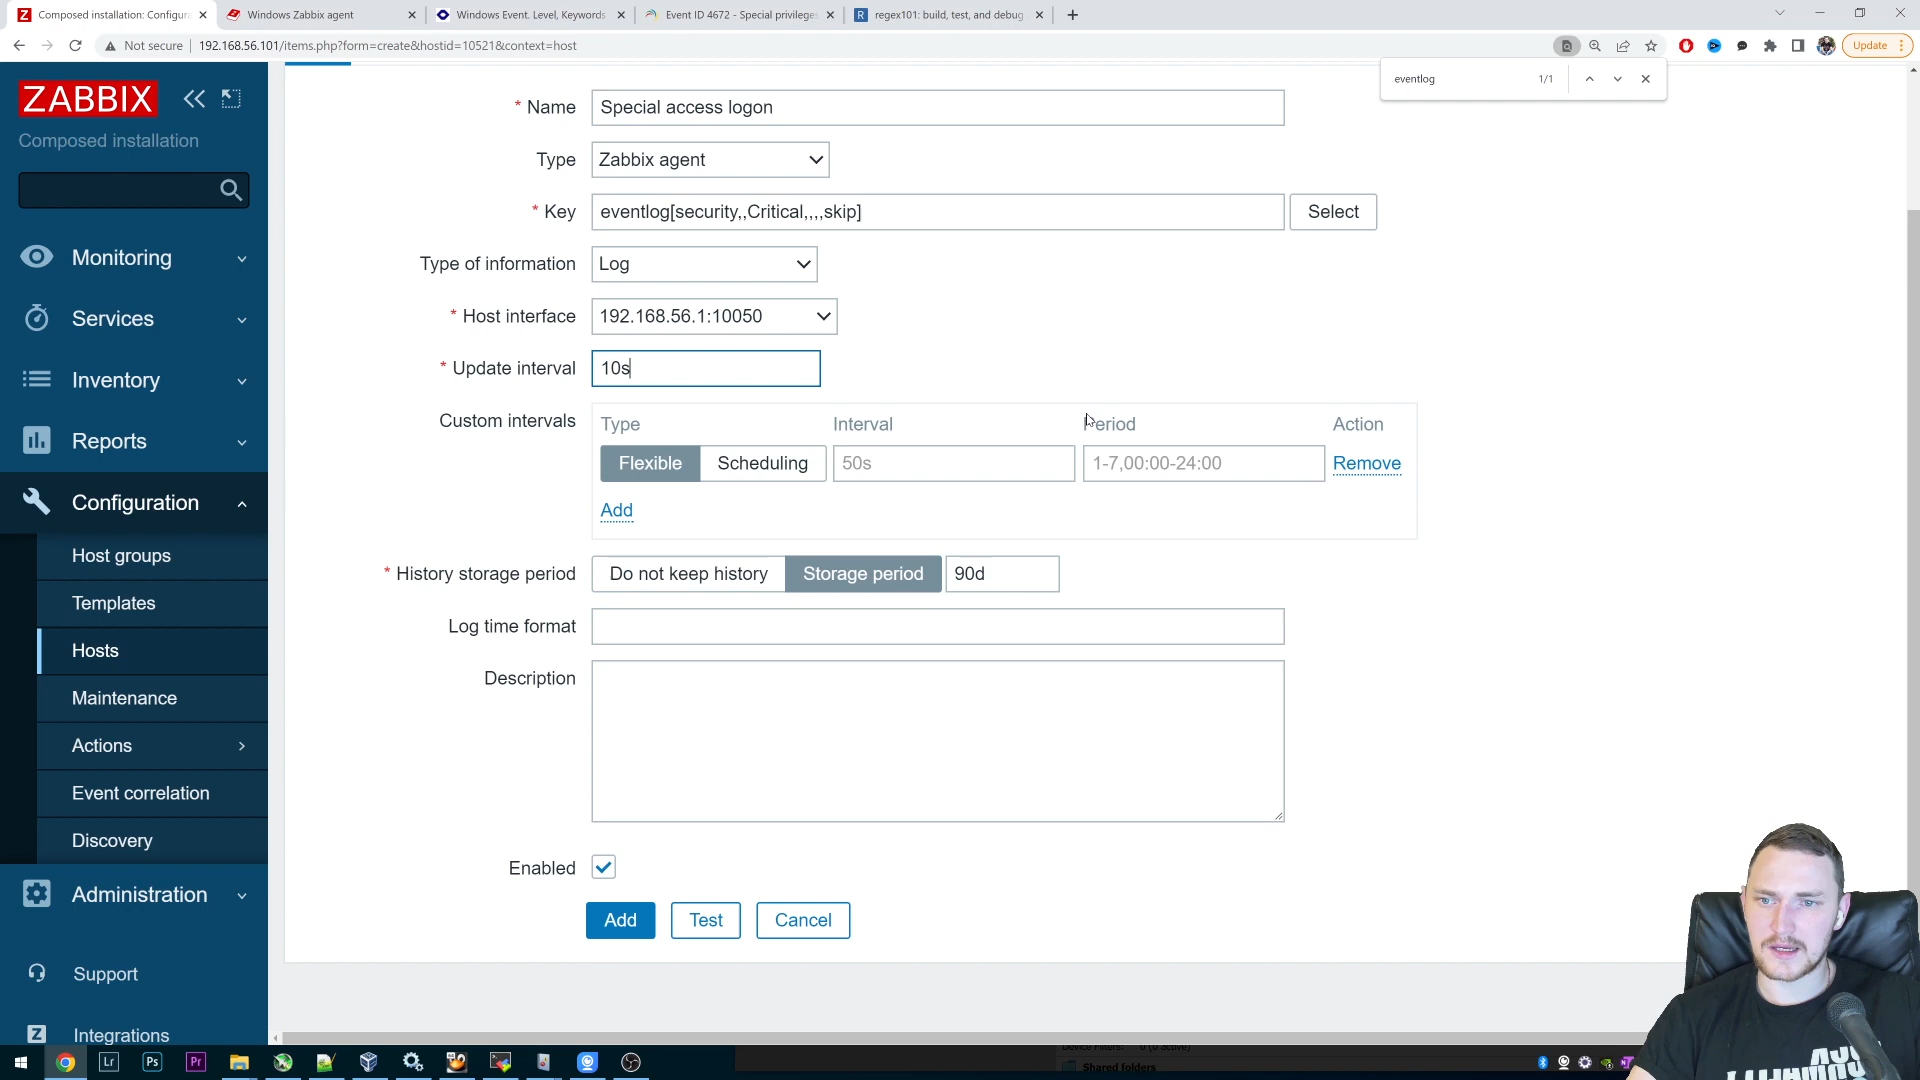 Composed installation: Configura
Windows Zabbix agent
Windows Event. Level, Keywords
Event ID 4672 - Special privileges
R
regex101: build, test, and debug
Not secure
192.168.56.101/items.php?form=create&hostid=10521&context=host
Update
eventlog
1/1
ZABBIX
Composed installation
Monitoring
Services
Inventory
Reports
Configuration
Host groups
Templates
Hosts
Maintenance
Actions
Event correlation
Discovery
Administration
Support
Z
Integrations
* Name
Special access logon
Type
Zabbix agent
* Key
eventlog[security,,Critical,,,,skip]
Select
Type of information
Log
* Host interface
192.168.56.1:10050
* Update interval
10s
Custom intervals
Type
Interval
Period
Action
Flexible
Scheduling
50s
1-7,00:00-24:00
Remove
Add
* History storage period
Do not keep history
Storage period
90d
Log time format
Description
Enabled
Add
Test
Cancel
Lr
Ps
Pr
Shared folders